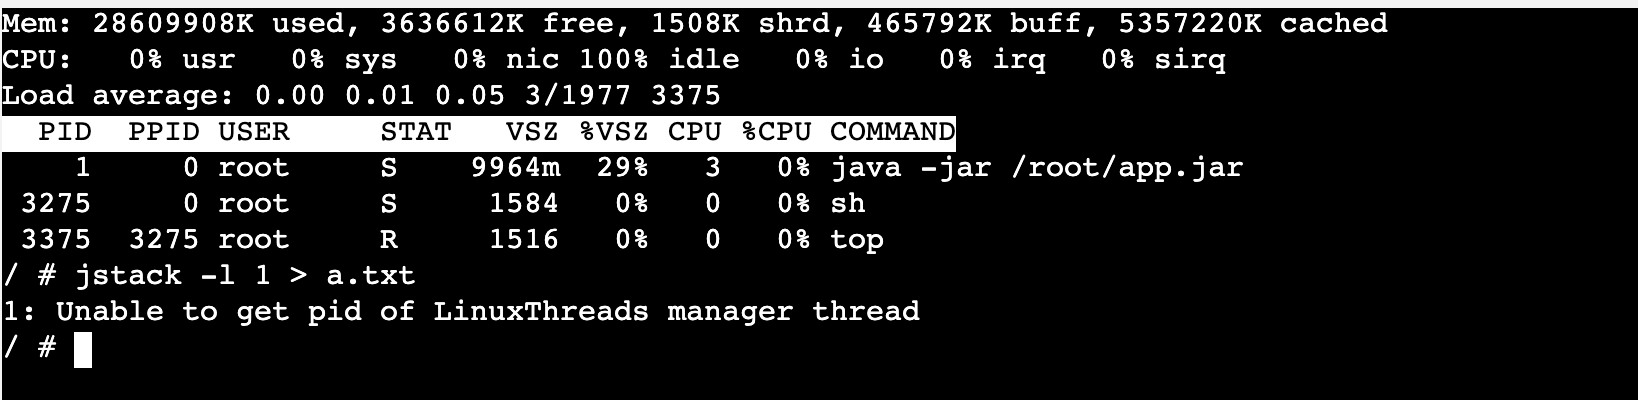 Mem: 28609908K used, 3636612K free, 1508K shrd, 465792K buff, 5357220K cached
CPU:   0% usr   0% sys   0% nic 100% idle   0% io   0% irq   0% sirq
Load average: 0.00 0.01 0.05 3/1977 3375
  PID  PPID USER     STAT   VSZ %VSZ CPU %CPU COMMAND
    1     0 root     S    9964m  29%   3   0% java -jar /root/app.jar
 3275     0 root     S     1584   0%   0   0% sh
 3375  3275 root     R     1516   0%   0   0% top
/ # jstack -l 1 > a.txt
1: Unable to get pid of LinuxThreads manager thread
/ #